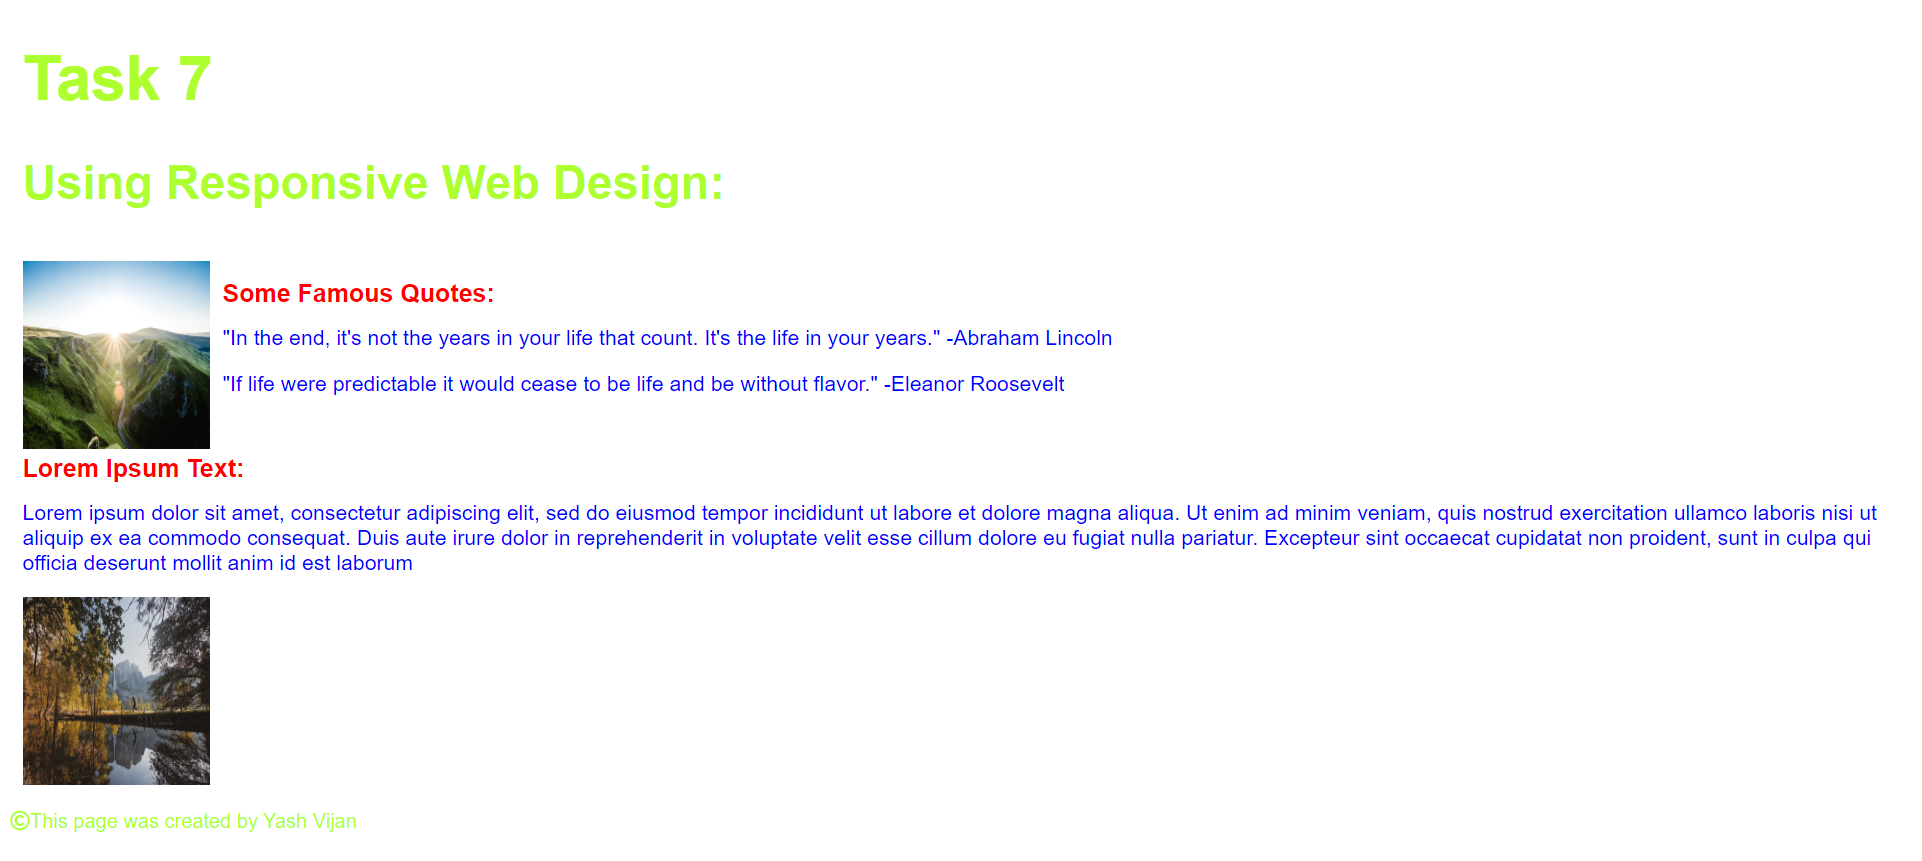 Task 7
Using Responsive Web Design:
Some Famous Quotes:
"In the end, it's not the years in your life that count. It's the life in your years." -Abraham Lincoln
"If life were predictable it would cease to be life and be without flavor." -Eleanor Roosevelt
Lorem Ipsum Text:
Lorem ipsum dolor sit amet, consectetur adipiscing elit, sed do eiusmod tempor incididunt ut labore et dolore magna aliqua. Ut enim ad minim veniam, quis nostrud exercitation ullamco laboris nisi ut
aliquip ex ea commodo consequat. Duis aute irure dolor in reprehenderit in voluptate velit esse cillum dolore eu fugiat nulla pariatur. Excepteur sint occaecat cupidatat non proident, sunt in culpa qui
officia deserunt mollit anim id est laborum
©This page was created by Yash Vijan